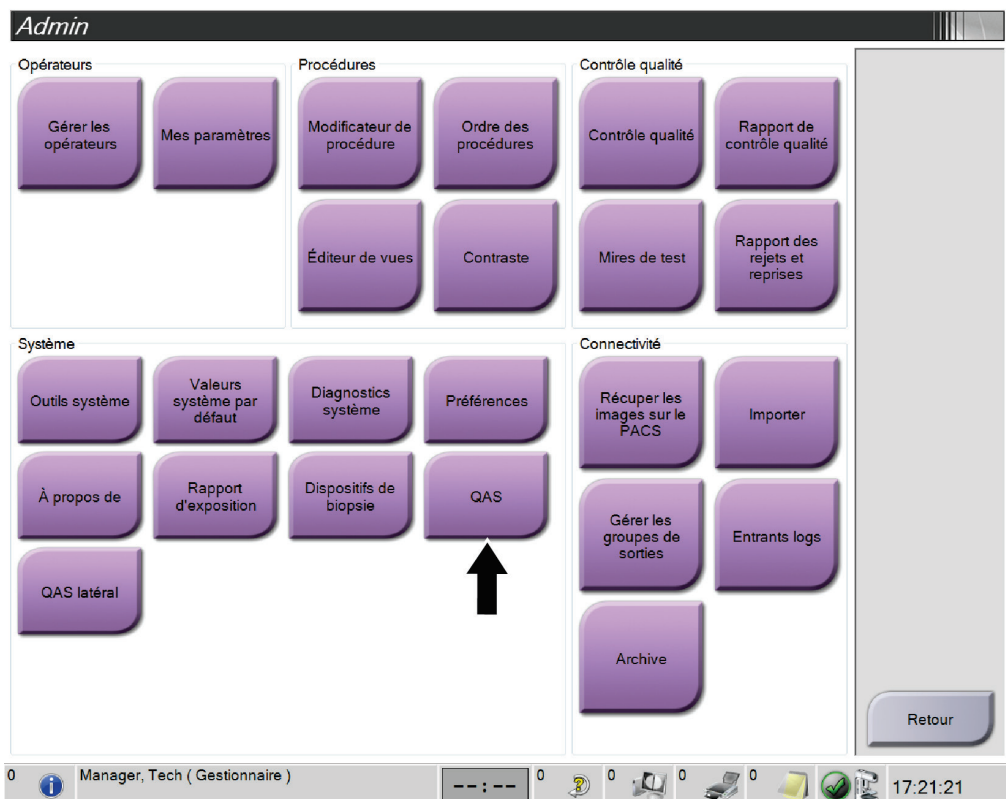 Admin
Opérateurs
Gérer les
opérateurs
Mes paramètres
Procédures
Modificateur de
procédure
Ordre des
procédures
Éditeur de vues
Contraste
Contrôle qualité
Contrôle qualité
Rapport de
contrôle qualité
Mires de test
Rapport des
rejets et
reprises
Système
Outils système
Valeurs
système par
défaut
Diagnostics
système
Préférences
À propos de
Rapport
d'exposition
Dispositifs de
biopsie
QAS
QAS latéral
Connectivité
Récuper les
images sur le
PACS
Importer
Gérer les
groupes de
sorties
Entrants logs
Archive
Retour
0
Manager, Tech ( Gestionnaire )
--:--
0
0
0
0
17:21:21